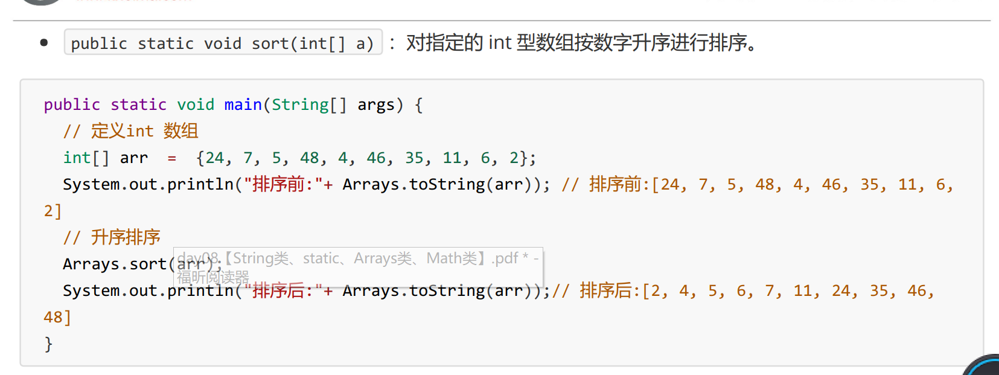 • public static void sort(int[] a) ：对指定的 int 型数组按数字升序进行排序。
public static void main(String[] args) {
// 定义int 数组
int[] arr  =  {24, 7, 5, 48, 4, 46, 35, 11, 6, 2};
System.out.println("排序前:"+ Arrays.toString(arr)); // 排序前:[24, 7, 5, 48, 4, 46, 35, 11, 6,
2]
// 升序排序
Arrays.sort(arr);
day08【String类、static、Arrays类、Math类】.pdf * -
福昕阅读器
System.out.println("排序后:"+ Arrays.toString(arr));// 排序后:[2, 4, 5, 6, 7, 11, 24, 35, 46,
48]
}